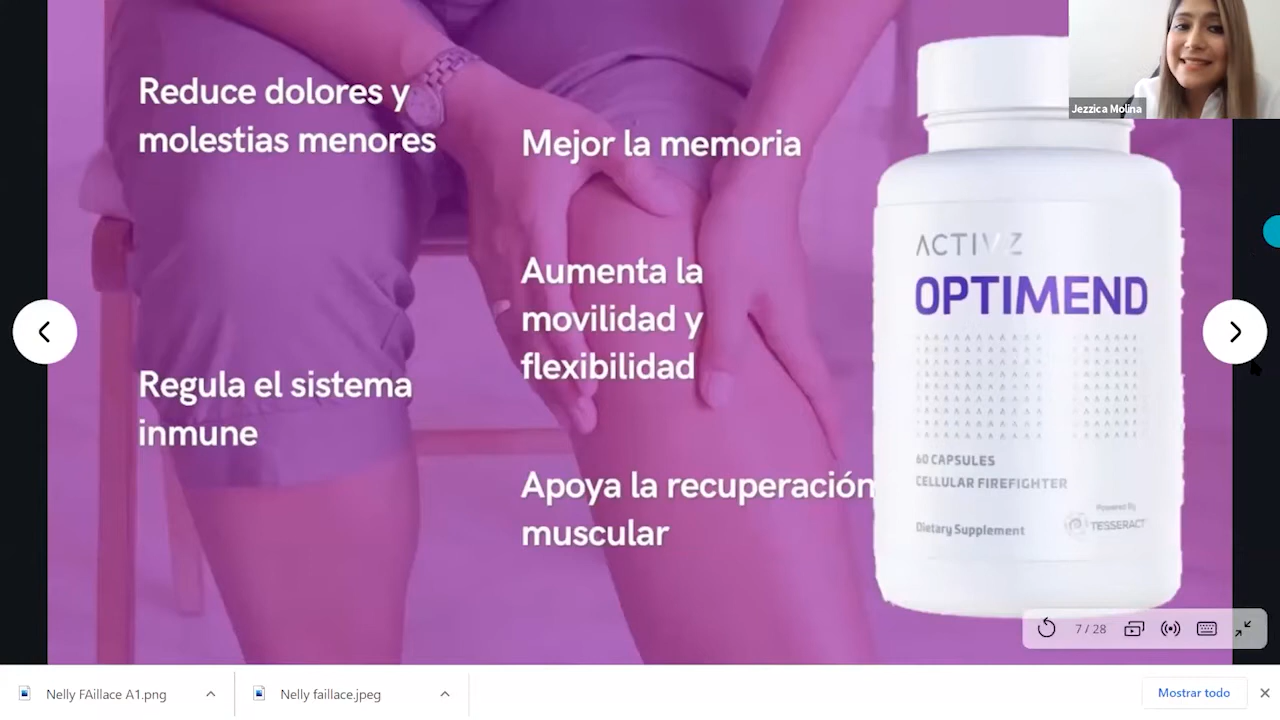 Reduce dolores y
molestias menores
Regula el sistema
inmune
Mejor la memoria
Aumenta la
movilidad y
flexibilidad
Apoya la recuperación
muscular
ACTIVZ
OPTIMEND
60 CAPSULES
CELLULAR FIREFIGHTER
Dietary Supplement
Powered By
TESSERACT
Jezzica Molina
7 / 28
Nelly FAillace A1.png
Nelly faillace.jpeg
Mostrar todo